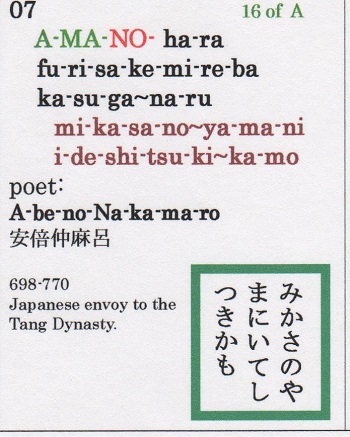 07
16 of A
A-MA-NO- ha-ra
fu-ri-sa-ke-mi-re-ba
ka-su-ga~na-ru
mi-ka-sa-no~ya-ma-ni
i-de-shi-tsu-ki~ka-mo
poet:
A-be-no-Na-ka-ma-ro
安倍仲麻呂
698-770
Japanese envoy to the
Tang Dynasty.
みかさのや
まにいてし
つきかも